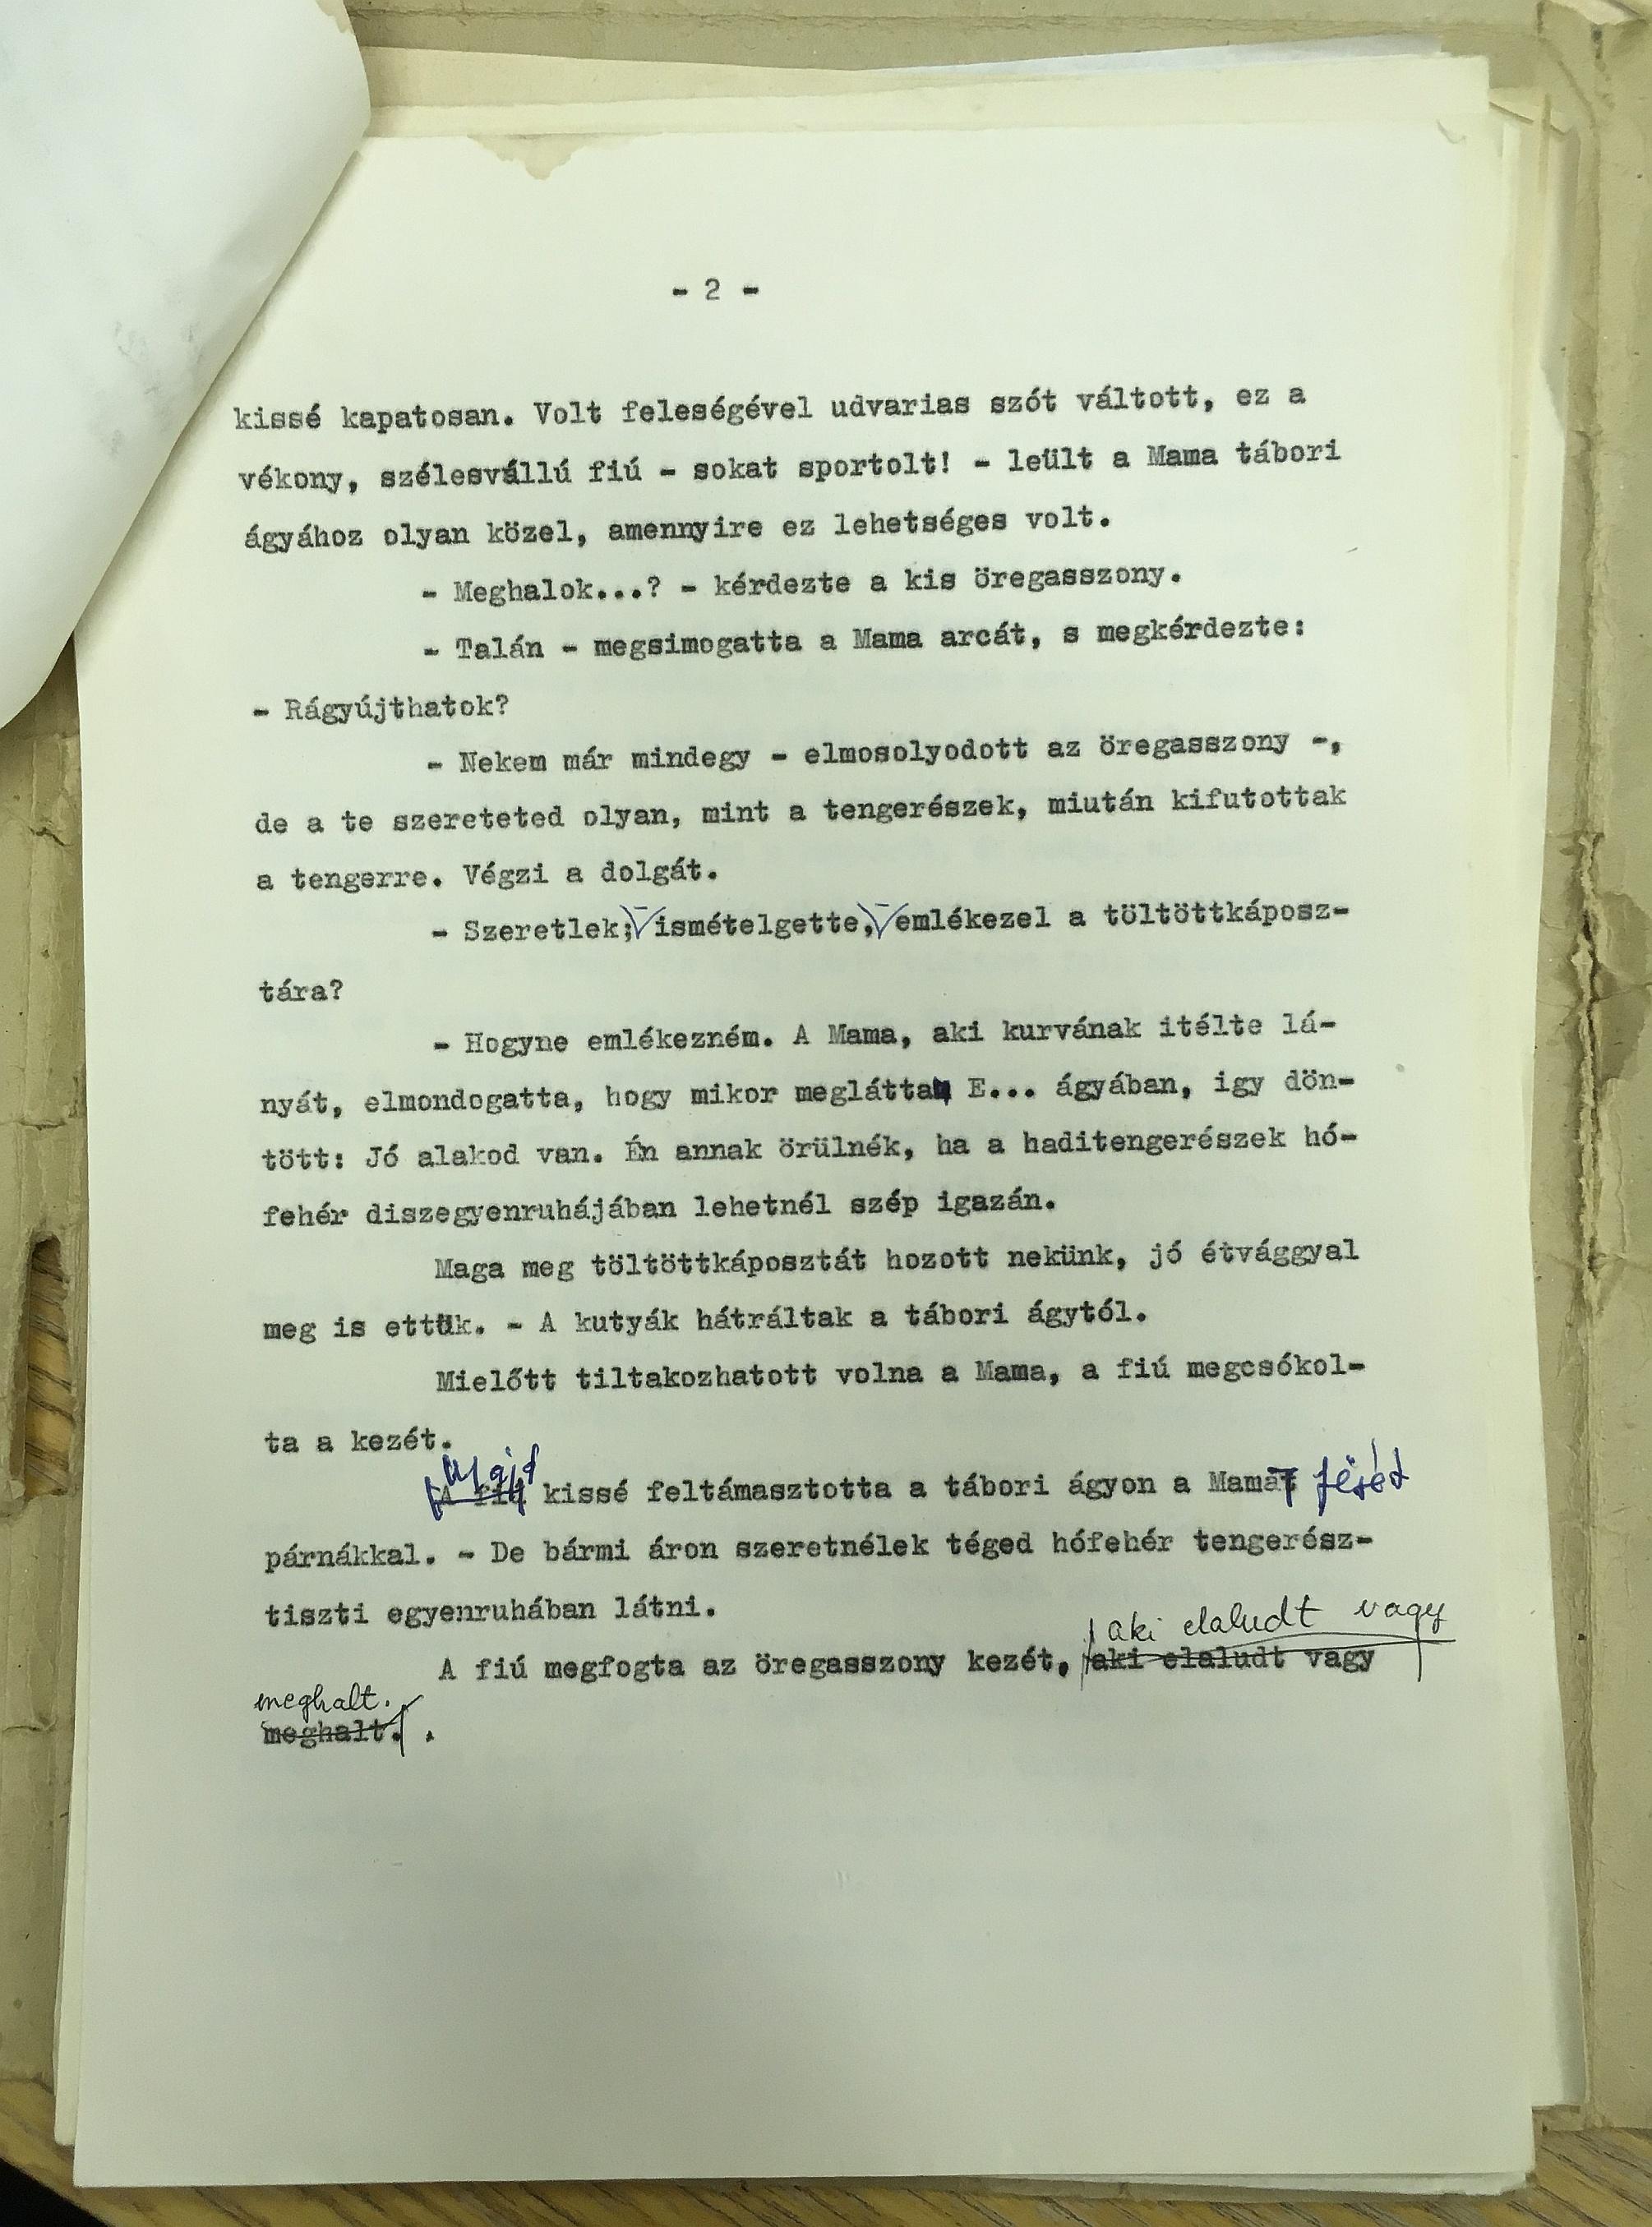 - 2 -
kissé kapatosan. Volt feleségével udvarias szót váltott, ez a
vékony, szélesvállú fiú - sokat sportolt! - leült a Mama tábori
ágyához olyan közel, amennyire ez lehetséges volt.
- Meghalok...? - kérdezte a kis öregasszony.
- Talán - megsimogatta a Mama arcát, s megkérdezte:
- Rágyújthatok?
- Nekem már mindegy - elmosolyodott az öregasszony -,
de a te szereteted olyan, mint a tengerészek, miután kifutottak
a tengerre. Végzi a dolgát.
- Szeretlek; - ismételgette, - emlékezel a töltöttkáposz-
tára?
- Hogyne emlékezném. A Mama, aki kurvának itélte lá-
nyát, elmondogatta, hogy mikor meglátta E... ágyában, igy dön-
tött: Jó alakod van. Én annak örülnék, ha a haditengerészek hó-
fehér diszegyenruhájában lehetnél szép igazán.
Maga meg töltöttkáposztát hozott nekünk, jó étvággyal
meg is ettük. - A kutyák hátráltak a tábori ágytól.
Mielőtt tiltakozhatott volna a Mama, a fiú megcsókol-
ta a kezét.
Majd
A fiú kissé feltámasztotta a tábori ágyon a Mama fejét
párnákkal. - De bármi áron szeretnélek téged hófehér tengerész-
tiszti egyenruhában látni.
aki elaludt vagy
A fiú megfogta az öregasszony kezét, aki elaludt vagy
meghalt.
meghalt. .